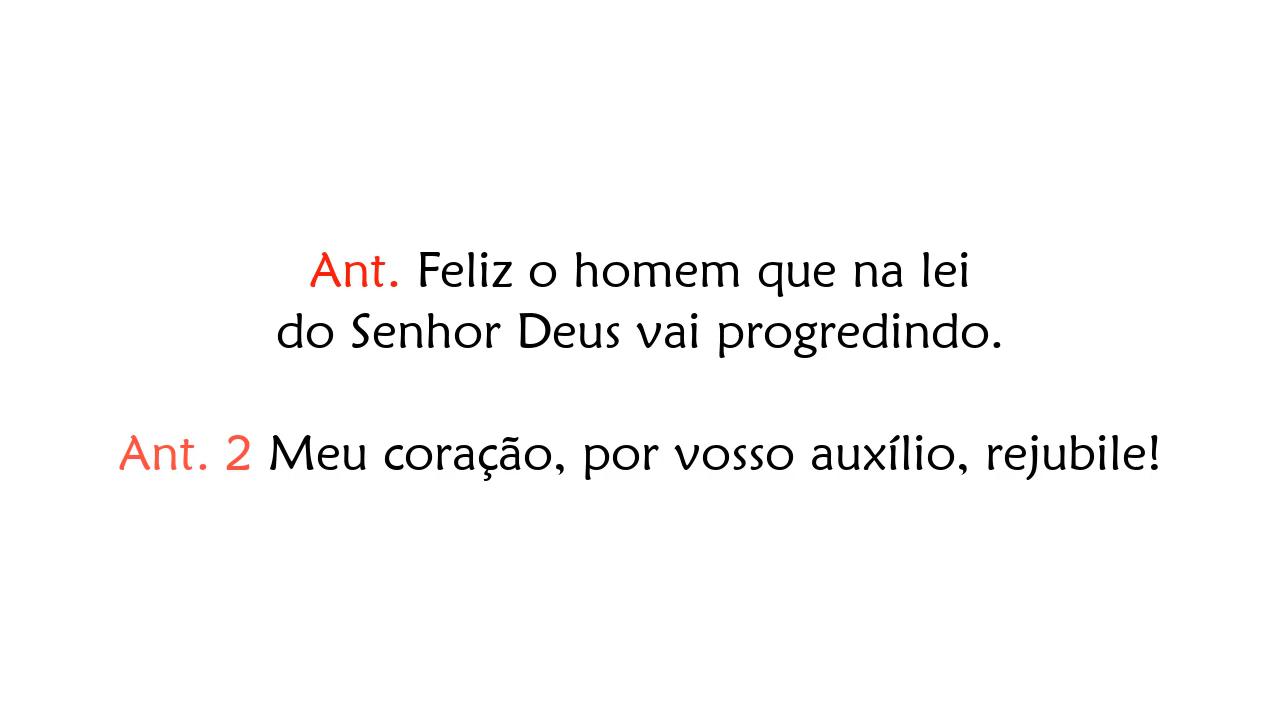 Ant. Feliz o homem que na lei
do Senhor Deus vai progredindo.
Ant. 2 Meu coração, por vosso auxílio, rejubile!